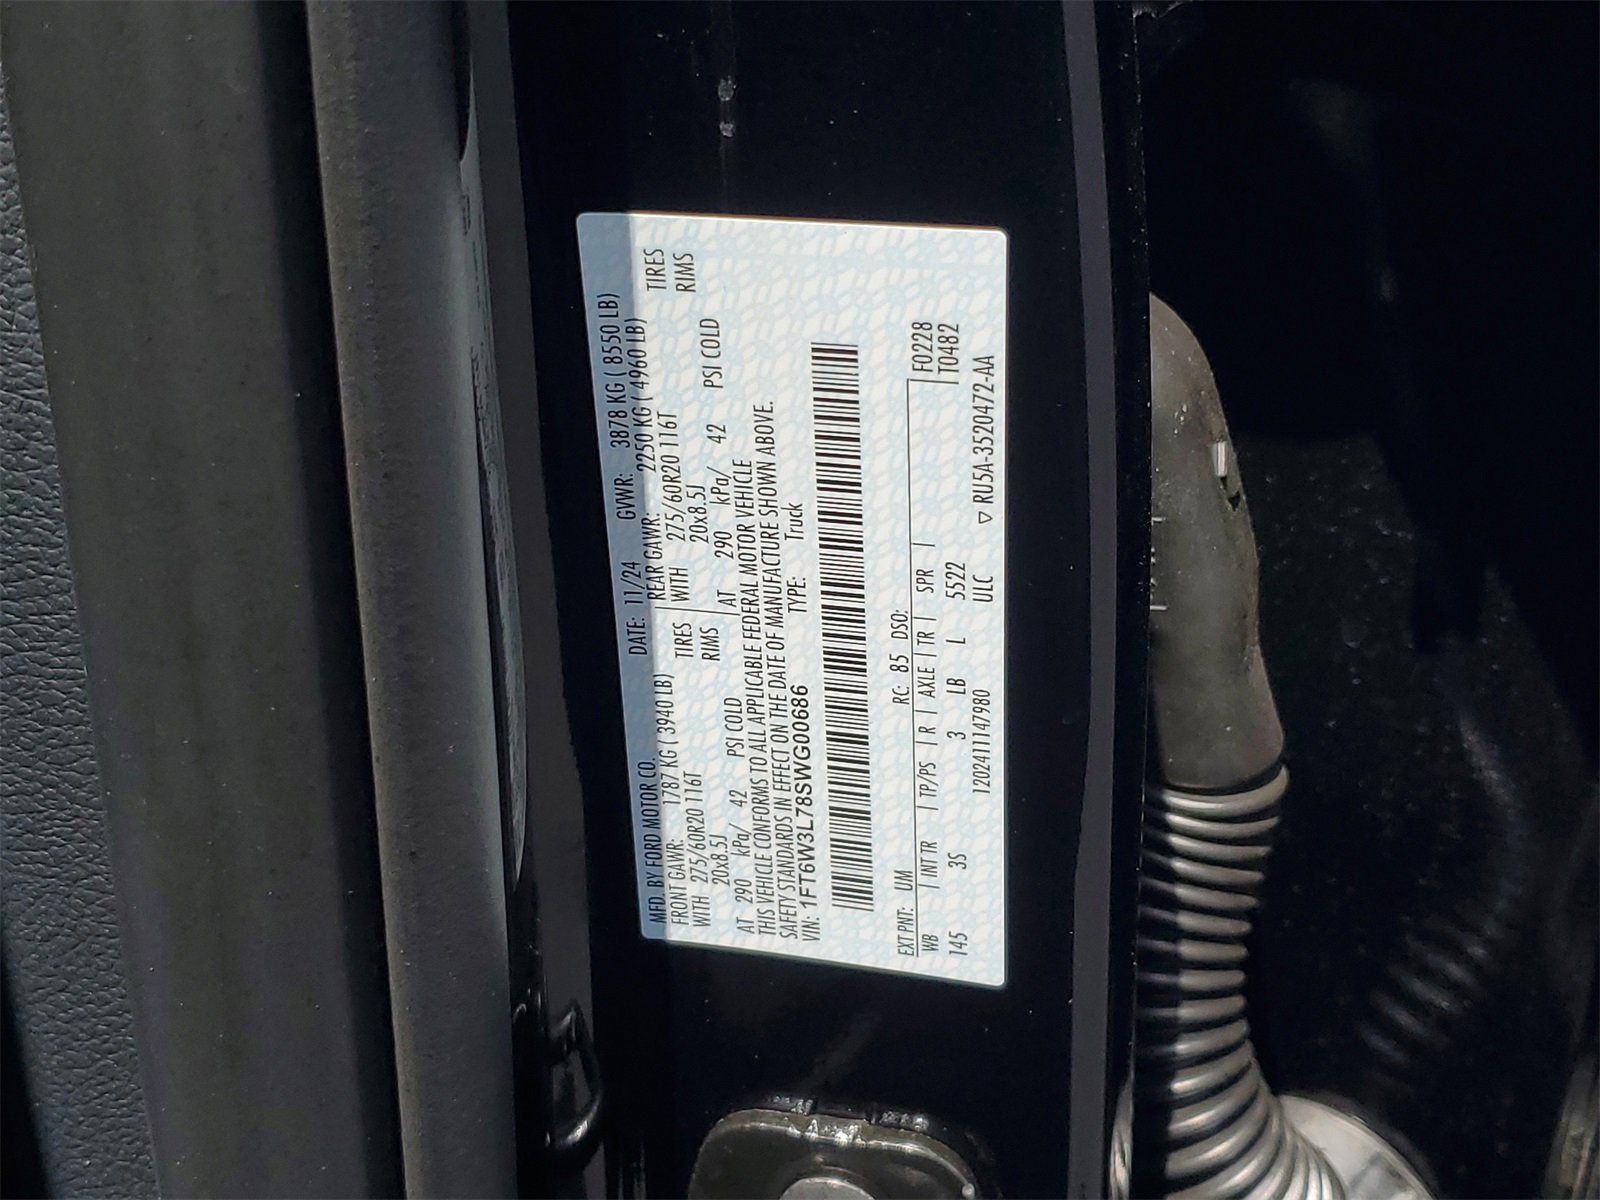 MFD. BY FORD MOTOR CO. DATE: 11/24 GVWR: 3878 KG ( 8550 LB)
FRONT GAWR: 1787 KG ( 3940 LB) REAR GAWR: 2250 KG ( 4960 LB)
WITH 275/60R20 116T TIRES WITH 275/60R20 116T TIRES
20x8.5J RIMS 20x8.5J RIMS
AT 290 kPa/ 42 PSI COLD AT 290 kPa/ 42 PSI COLD
THIS VEHICLE CONFORMS TO ALL APPLICABLE FEDERAL MOTOR VEHICLE
SAFETY STANDARDS IN EFFECT ON THE DATE OF MANUFACTURE SHOWN ABOVE.
VIN: 1FT6W3L78SWG00686 TYPE: Truck
EXT PNT: UM RC: 85 DSO: F0228
WB INT TR TP/PS R AXLE TR SPR T0482
145 3S 3 LB L 5522
12024111147980 ULC ▽ RU5A-3520472-AA